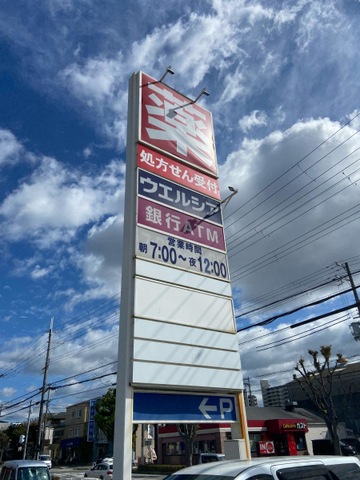 薬
処方せん受付
ウエルシア
銀行ATM
営業時間
朝7:00～夜12:00
P